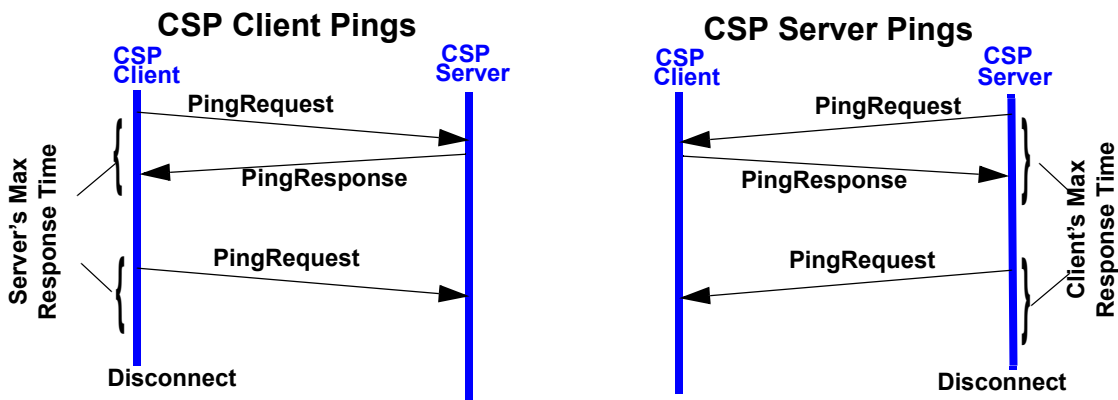 CSP Client Pings
CSP
Client
CSP
Server
PingRequest
PingResponse
PingRequest
Server's Max
Response Time
Disconnect
CSP Server Pings
CSP
Client
CSP
Server
PingRequest
PingResponse
PingRequest
Client's Max
Response Time
Disconnect